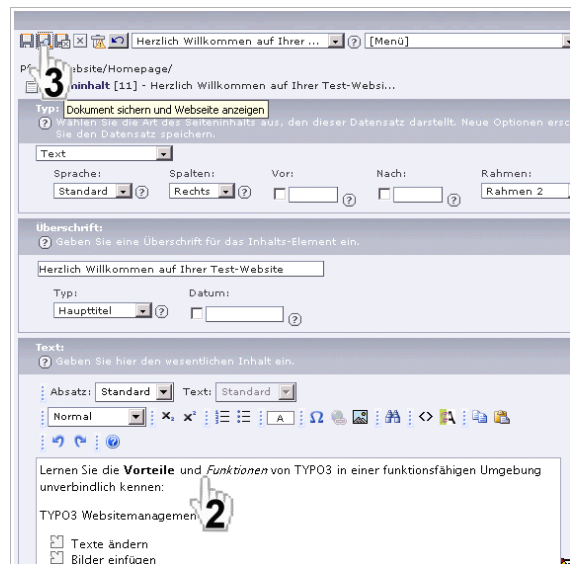 Herzlich Willkommen auf Ihrer ... [Menü]
ebsite/Homepage/
3
inhalt [11] - Herzlich Willkommen auf Ihrer Test-Websi...
Typ: Dokument sichern und Webseite anzeigen
Wählen Sie die Art des Seiteninhalts aus, den dieser Datensatz darstellt. Neue Optionen ersc
Sie den Datensatz speichern.
Text
Sprache: Spalten: Vor: Nach: Rahmen:
Standard Rechts Rahmen 2
Überschrift:
Geben Sie eine Überschrift für das Inhalts-Element ein.
Herzlich Willkommen auf Ihrer Test-Website
Typ: Datum:
Haupttitel
Text:
Geben Sie hier den wesentlichen Inhalt ein.
Absatz: Standard Text: Standard
Normal
Lernen Sie die Vorteile und Funktionen von TYPO3 in einer funktionsfähigen Umgebung
unverbindlich kennen:
2
TYPO3 Websitemanagemen
Texte ändern
Bilder einfügen